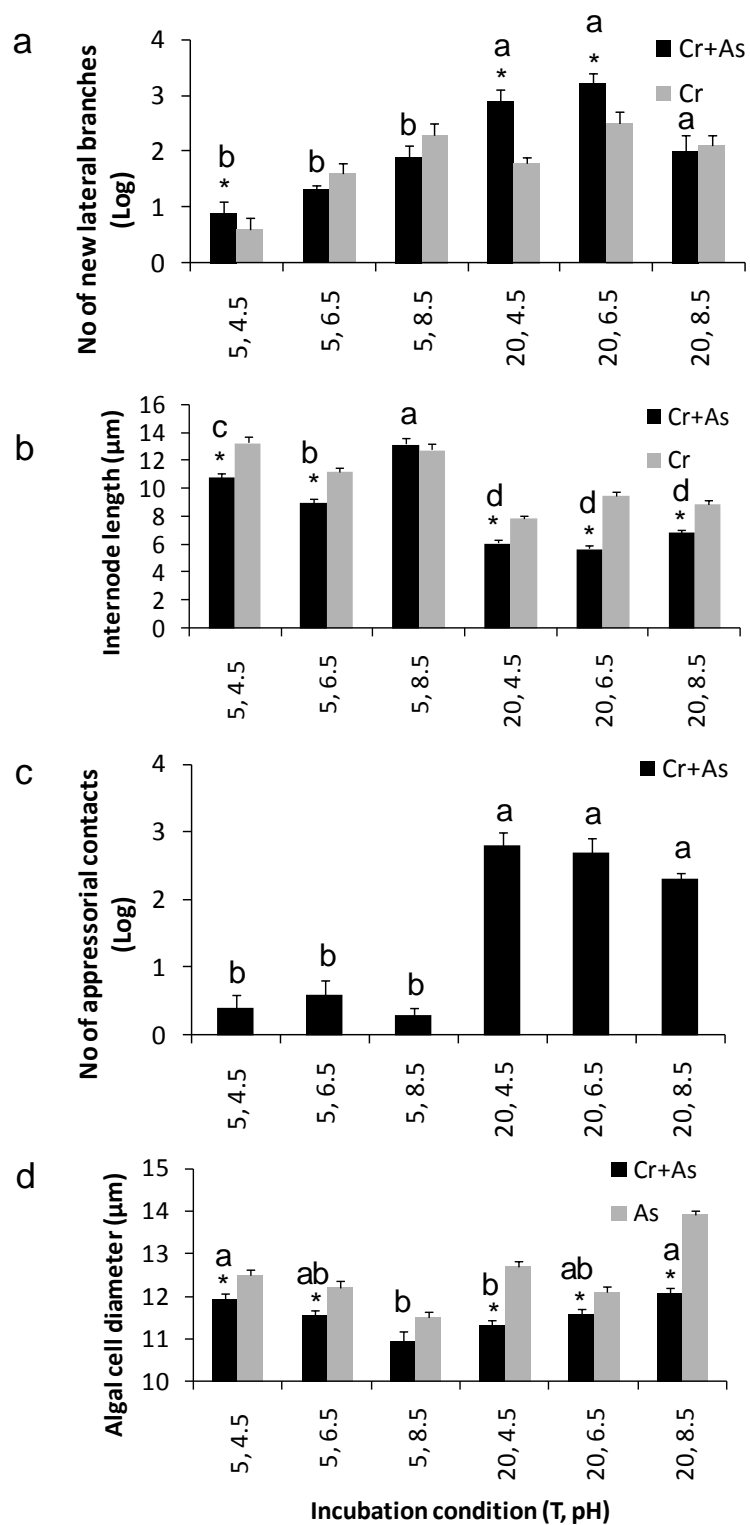 a
No of new lateral branches
(Log)
4
3
2
1
0
b
*
b
b
a
*
a
*
a
Cr+As
Cr
5, 4.5
5, 6.5
5, 8.5
20, 4.5
20, 6.5
20, 8.5
b
Internode length (µm)
16
14
12
10
8
6
4
2
0
c
*
b
*
a
d
*
d
*
d
*
Cr+As
Cr
5, 4.5
5, 6.5
5, 8.5
20, 4.5
20, 6.5
20, 8.5
c
No of appressorial contacts
(Log)
4
3
2
1
0
b
b
b
a
a
a
Cr+As
5, 4.5
5, 6.5
5, 8.5
20, 4.5
20, 6.5
20, 8.5
d
Algal cell diameter (µm)
15
14
13
12
11
10
a
*
ab
*
b
b
*
ab
*
a
*
Cr+As
As
5, 4.5
5, 6.5
5, 8.5
20, 4.5
20, 6.5
20, 8.5
Incubation condition (T, pH)